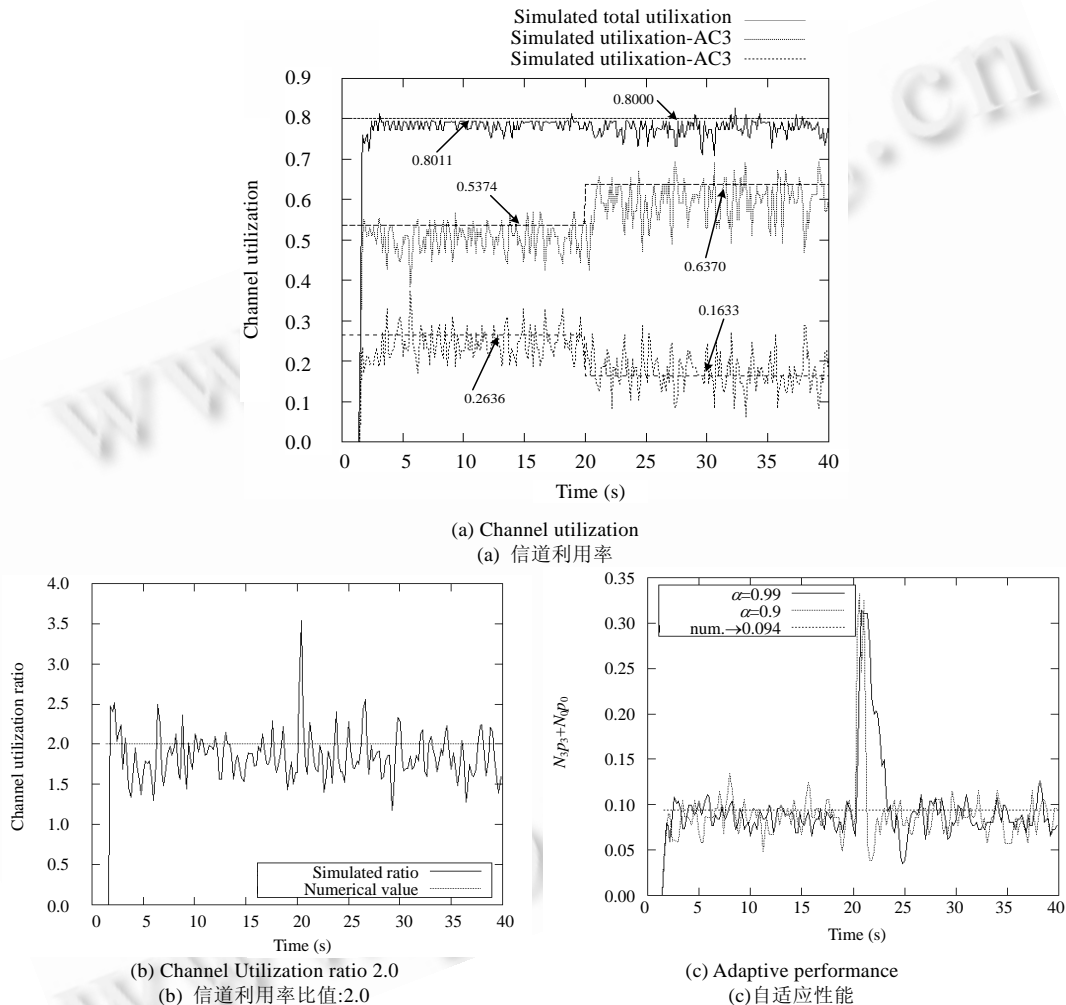 Simulated total utilixation
Simulated utilixation-AC3
Simulated utilixation-AC3
0.9
0.8
0.7
0.6
0.5
0.4
0.3
0.2
0.1
0.0
Channel utilization
0.8000
0.8011
0.5374
0.6370
0.1633
0.2636
0 5 10 15 20 25 30 35 40
Time (s)
(a) Channel utilization
(a) 信道利用率
4.0
3.5
3.0
2.5
2.0
1.5
1.0
0.5
0.0
Channel utilization ratio
Simulated ratio
Numerical value
0 5 10 15 20 25 30 35 40
Time (s)
(b) Channel Utilization ratio 2.0
(b) 信道利用率比值:2.0
0.35
0.30
0.25
0.20
0.15
0.10
0.05
0.00
N3p3+N0p0
α=0.99
α=0.9
num.→0.094
0 5 10 15 20 25 30 35 40
Time (s)
(c) Adaptive performance
(c)自适应性能